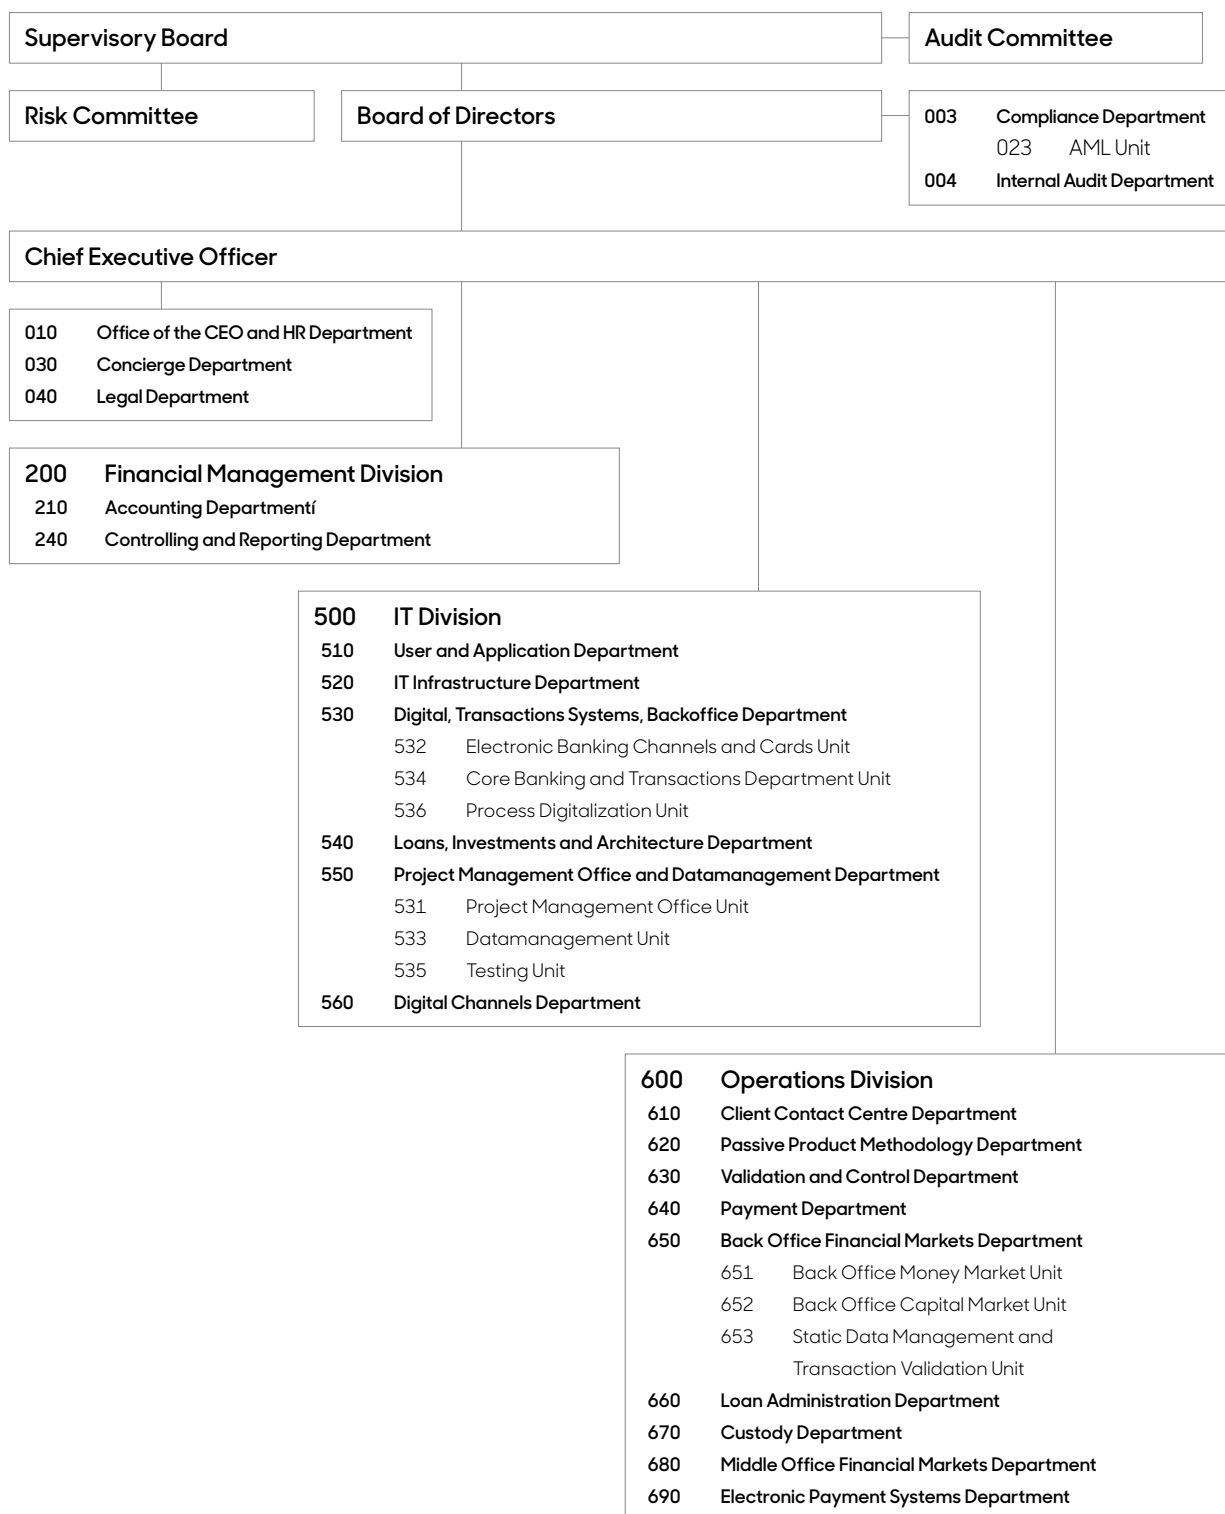 Supervisory Board
Audit Committee
Risk Committee
Board of Directors
003 Compliance Department
023 AML Unit
004 Internal Audit Department
Chief Executive Officer
010 Office of the CEO and HR Department
030 Concierge Department
040 Legal Department
200 Financial Management Division
210 Accounting Departmentí
240 Controlling and Reporting Department
500 IT Division
510 User and Application Department
520 IT Infrastructure Department
530 Digital, Transactions Systems, Backoffice Department
532 Electronic Banking Channels and Cards Unit
534 Core Banking and Transactions Department Unit
536 Process Digitalization Unit
540 Loans, Investments and Architecture Department
550 Project Management Office and Datamanagement Department
531 Project Management Office Unit
533 Datamanagement Unit
535 Testing Unit
560 Digital Channels Department
600 Operations Division
610 Client Contact Centre Department
620 Passive Product Methodology Department
630 Validation and Control Department
640 Payment Department
650 Back Office Financial Markets Department
651 Back Office Money Market Unit
652 Back Office Capital Market Unit
653 Static Data Management and
Transaction Validation Unit
660 Loan Administration Department
670 Custody Department
680 Middle Office Financial Markets Department
690 Electronic Payment Systems Department